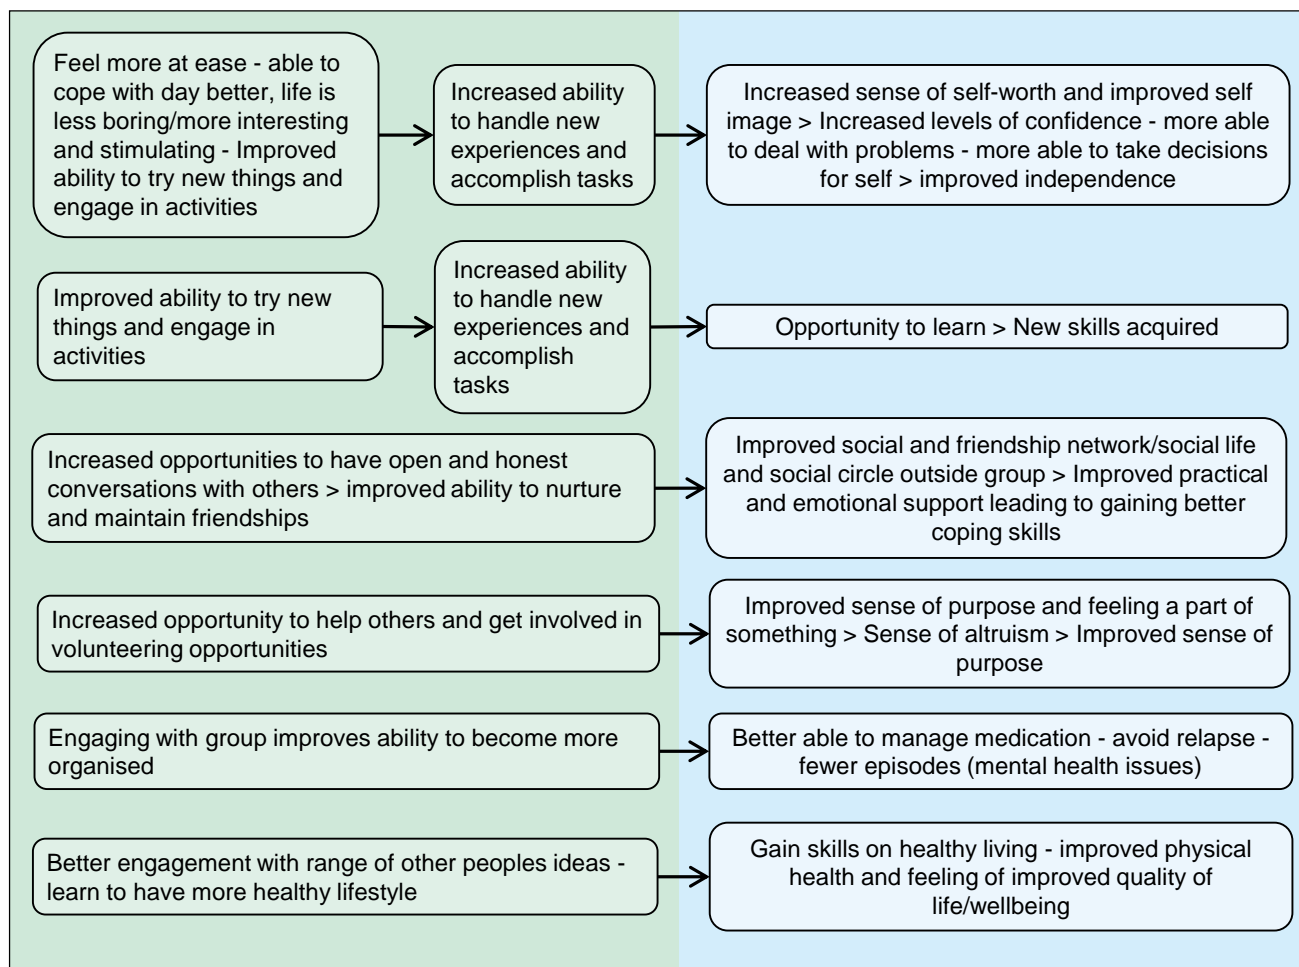 Feel more at ease - able to
cope with day better, life is
less boring/more interesting
and stimulating - Improved
ability to try new things and
engage in activities
Increased ability
to handle new
experiences and
accomplish tasks
Increased sense of self-worth and improved self
image > Increased levels of confidence - more able
to deal with problems - more able to take decisions
for self > improved independence
Improved ability to try new
things and engage in
activities
Increased ability
to handle new
experiences and
accomplish
tasks
Opportunity to learn > New skills acquired
Increased opportunities to have open and honest
conversations with others > improved ability to nurture
and maintain friendships
Improved social and friendship network/social life
and social circle outside group > Improved practical
and emotional support leading to gaining better
coping skills
Increased opportunity to help others and get involved in
volunteering opportunities
Improved sense of purpose and feeling a part of
something > Sense of altruism > Improved sense of
purpose
Engaging with group improves ability to become more
organised
Better able to manage medication - avoid relapse -
fewer episodes (mental health issues)
Better engagement with range of other peoples ideas -
learn to have more healthy lifestyle
Gain skills on healthy living - improved physical
health and feeling of improved quality of
life/wellbeing